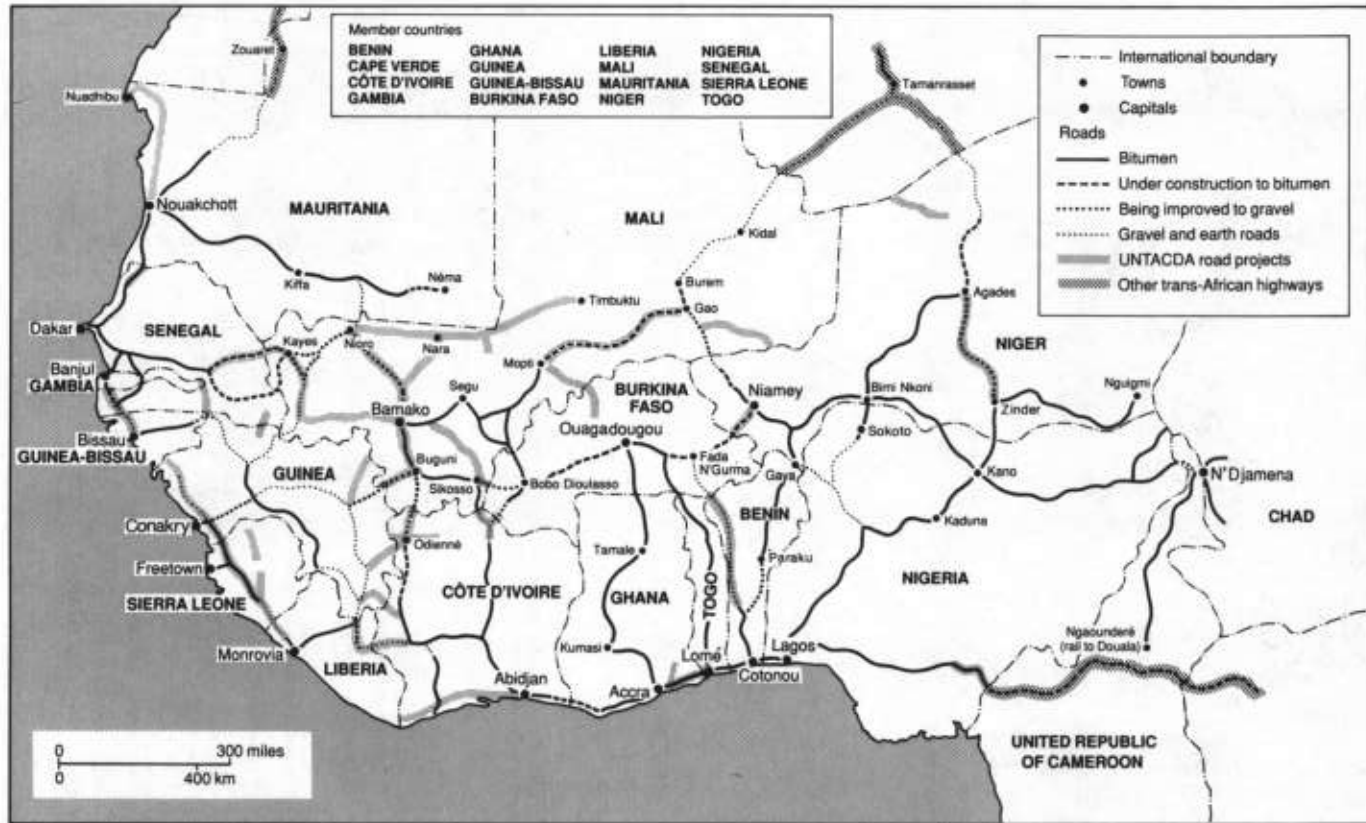 Member countries
BENIN GHANA LIBERIA NIGERIA
CAPE VERDE GUINEA MALI SENEGAL
CÔTE D'IVOIRE GUINEA-BISSAU MAURITANIA SIERRA LEONE
GAMBIA BURKINA FASO NIGER TOGO
International boundary
Towns
Capitals
Roads
Bitumen
Under construction to bitumen
Being improved to gravel
Gravel and earth roads
UNTACDA road projects
Other trans-African highways
Zouaret
Nuadhibu
Tamanrasset
Nouakchott
MAURITANIA
MALI
Kidal
Kiffa
Néma
Burem
Timbuktu
Gao
Agades
Dakar
SENEGAL
Kayes
Nioro
Nara
NIGER
Banjul
GAMBIA
Mopti
Segu
BURKINA
FASO
Niamey
Birni Nkoni
Nguigmi
Zinder
Bamako
Bissau
GUINEA-BISSAU
Ouagadougou
Sokoto
Fada
N'Gurma
Gaya
Kano
N'Djamena
GUINEA
Buguni
Sikosso
Bobo Dioulasso
BENIN
CHAD
Conakry
Kaduna
Odienné
Tamale
Paraku
Freetown
SIERRA LEONE
CÔTE D'IVOIRE
GHANA
TOGO
NIGERIA
Monrovia
LIBERIA
Kumasi
Lomé
Lagos
Cotonou
Ngaounderé
(rail to Douala)
Abidjan
Accra
0 300 miles
0 400 km
UNITED REPUBLIC
OF CAMEROON